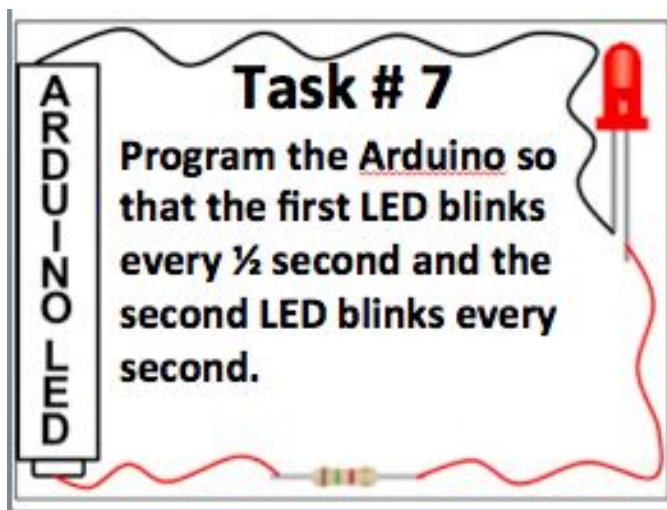 ARDUINO LED
Task # 7
Program the Arduino so
that the first LED blinks
every ½ second and the
second LED blinks every
second.